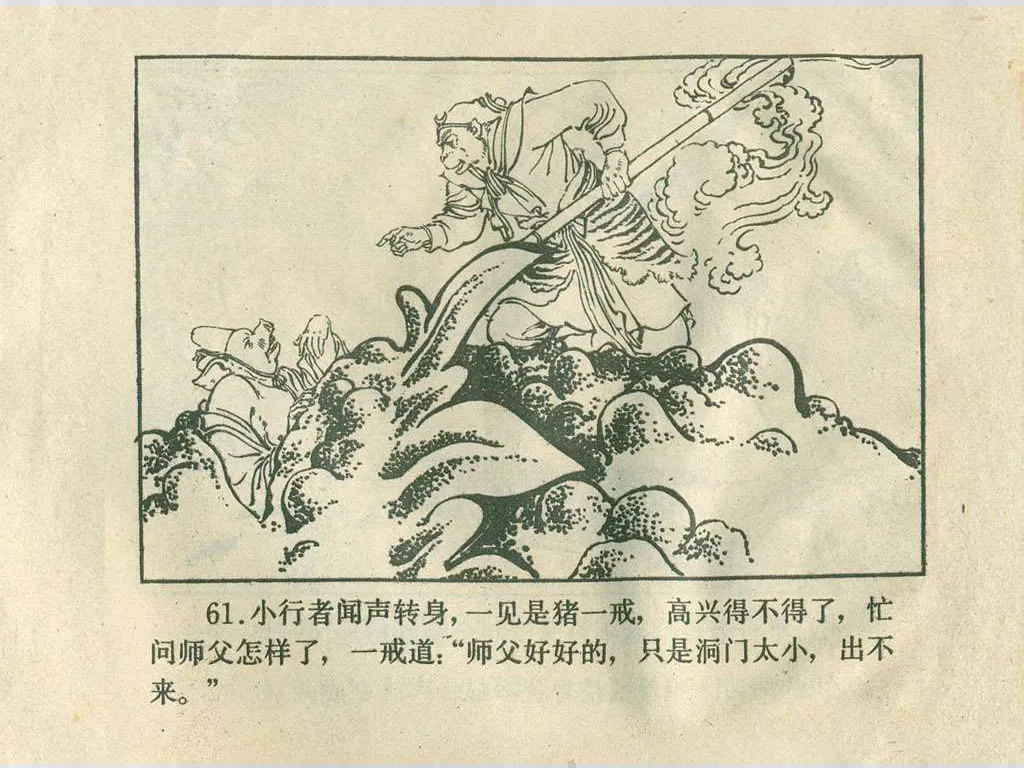 61.小行者闻声转身,一见是猪一戒，高兴得不得了，忙
问师父怎样了，一戒道:“师父好好的，只是洞门太小，出不
来。”